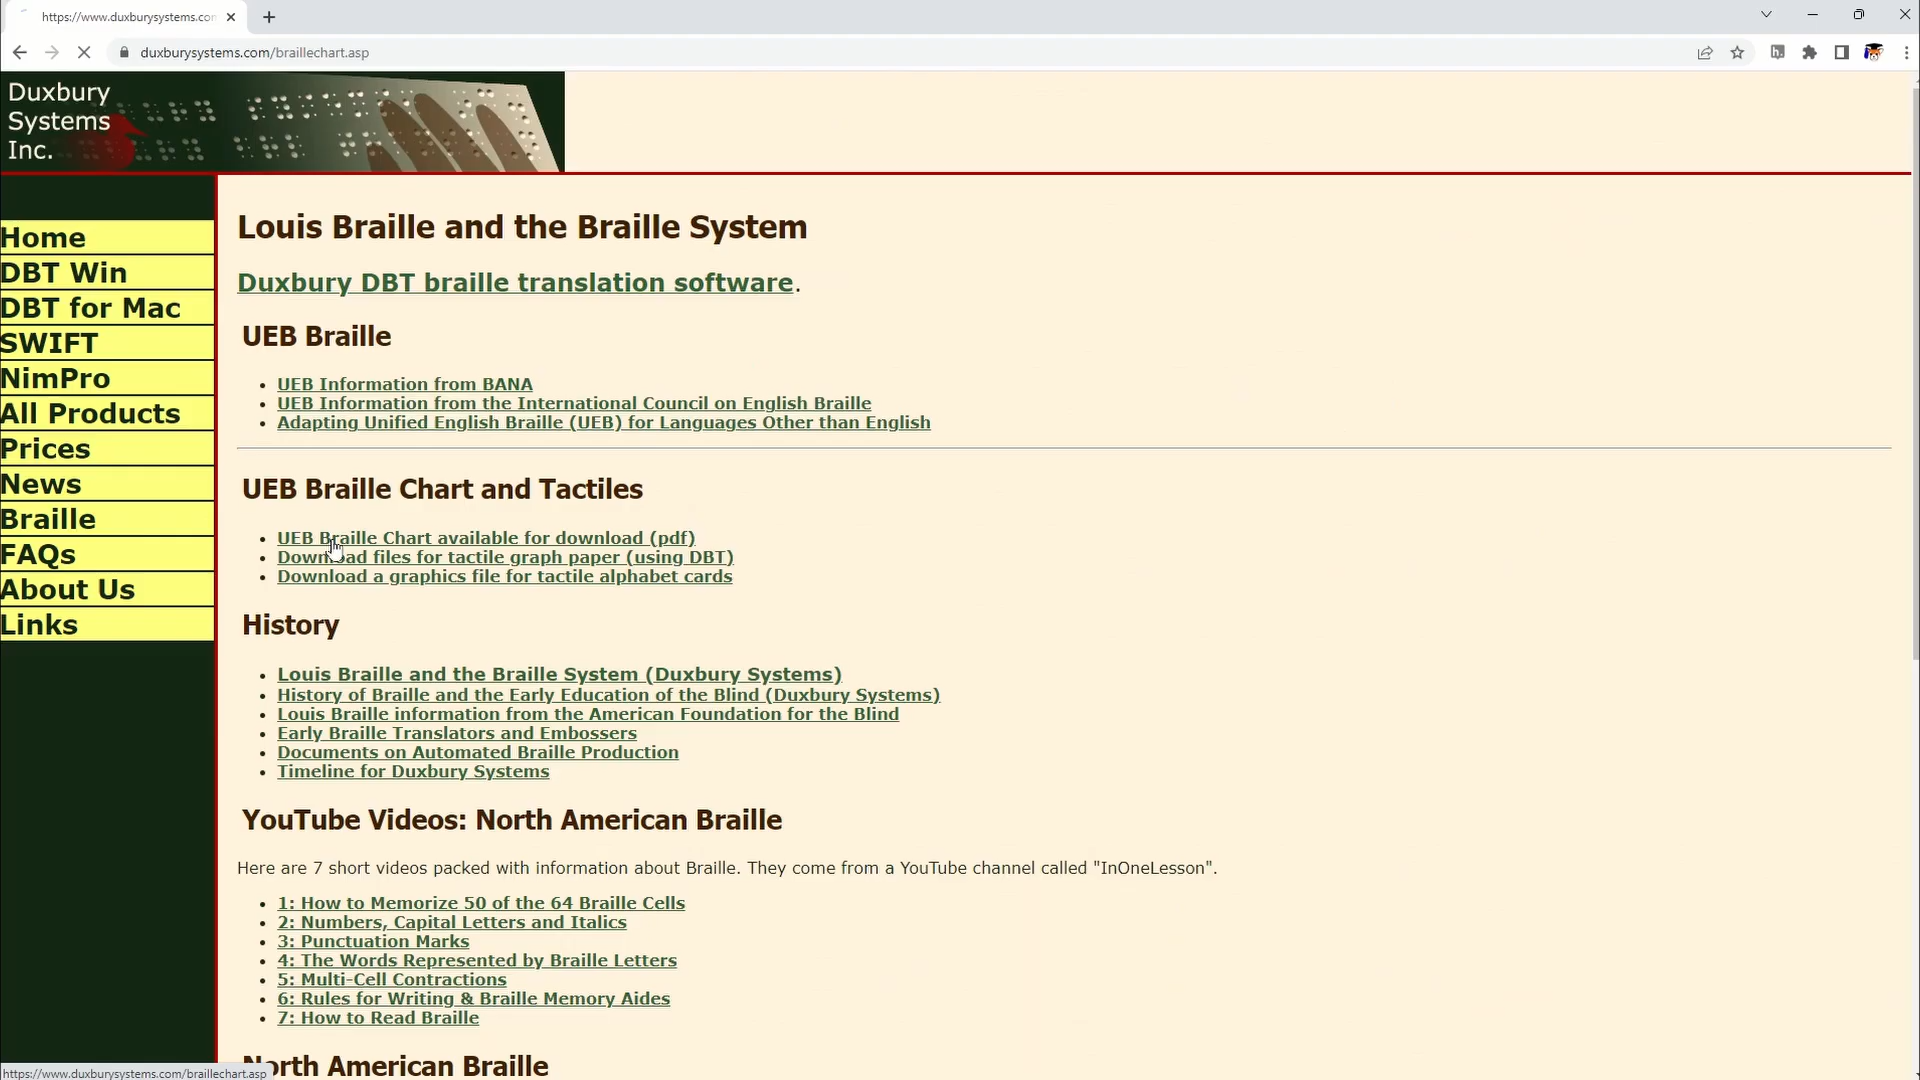 https://www.duxburysystems.con
duxburysystems.com/braillechart.asp
Duxbury
Systems
Inc.
Home
DBT Win
DBT for Mac
SWIFT
NimPro
All Products
Prices
News
Braille
FAQs
About Us
Links
Louis Braille and the Braille System
Duxbury DBT braille translation software.
UEB Braille
• UEB Information from BANA
• UEB Information from the International Council on English Braille
• Adapting Unified English Braille (UEB) for Languages Other than English
UEB Braille Chart and Tactiles
• UEB Braille Chart available for download (pdf)
• Download files for tactile graph paper (using DBT)
• Download a graphics file for tactile alphabet cards
History
• Louis Braille and the Braille System (Duxbury Systems)
• History of Braille and the Early Education of the Blind (Duxbury Systems)
• Louis Braille information from the American Foundation for the Blind
• Early Braille Translators and Embossers
• Documents on Automated Braille Production
• Timeline for Duxbury Systems
YouTube Videos: North American Braille
Here are 7 short videos packed with information about Braille. They come from a YouTube channel called "InOneLesson".
• 1: How to Memorize 50 of the 64 Braille Cells
• 2: Numbers, Capital Letters and Italics
• 3: Punctuation Marks
• 4: The Words Represented by Braille Letters
• 5: Multi-Cell Contractions
• 6: Rules for Writing & Braille Memory Aides
• 7: How to Read Braille
North American Braille
https://www.duxburysystems.com/braillechart.asp